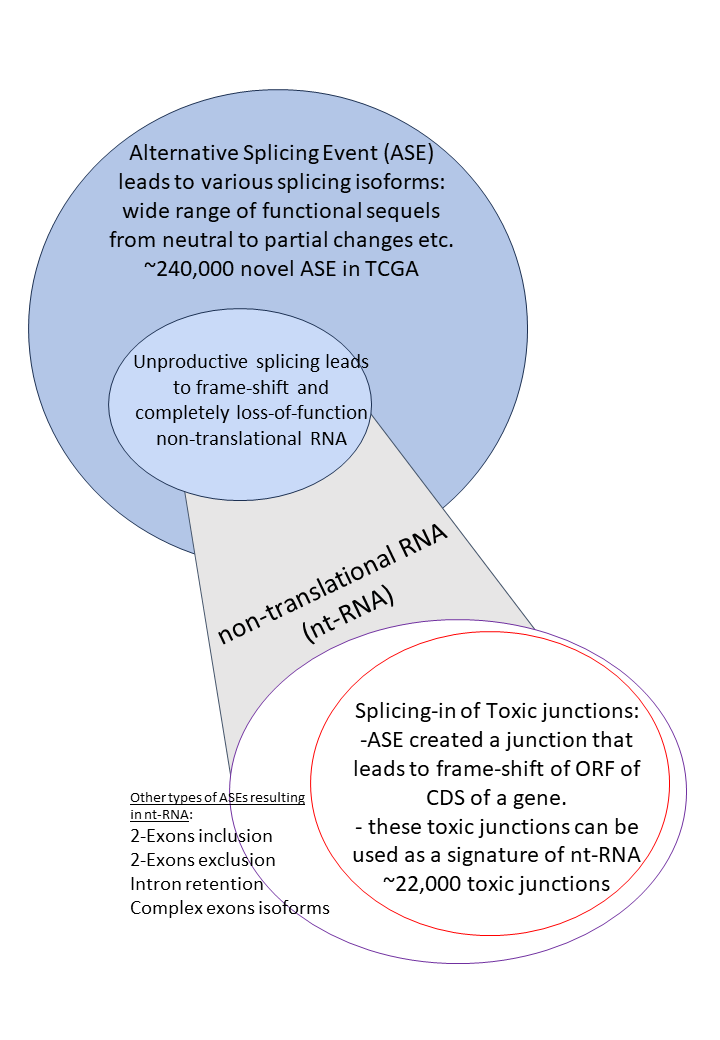 Alternative Splicing Event (ASE)
leads to various splicing isoforms:
wide range of functional sequels
from neutral to partial changes etc.
~240,000 novel ASE in TCGA
Unproductive splicing leads
to frame-shift and
completely loss-of-function
non-translational RNA
non-translational RNA
(nt-RNA)
Splicing-in of Toxic junctions:
-ASE created a junction that
leads to frame-shift of ORF of
CDS of a gene.
- these toxic junctions can be
used as a signature of nt-RNA
~22,000 toxic junctions
Other types of ASEs resulting
in nt-RNA:
2-Exons inclusion
2-Exons exclusion
Intron retention
Complex exons isoforms